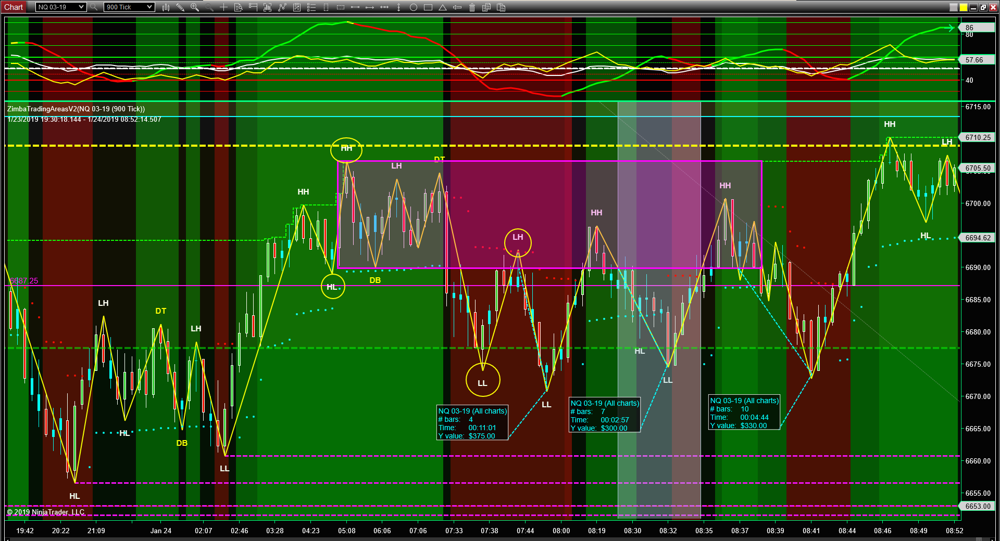 Chart NQ 03-19 900 Tick
86
80
57.66
40
ZimbaTradingAreasV2(NQ 03-19 (900 Tick))
1/23/2019 19:30:18.144 - 1/24/2019 08:52:14.507
6715.00
HH
6710.25
LH
HH
DT
LH
6705.50
HH
HH
6700.00
HH
HL
LH
6694.62
6690.00
6687.25
DB
HL
LH
6685.00
DT
LH
6680.00
HL
6675.00
LL
LL
LL
6670.00
NQ 03-19 (All charts)
# bars: 4
Time: 00:11:01
Y value: $375.00
NQ 03-19 (All charts)
# bars: 7
Time: 00:02:57
Y value: $300.00
NQ 03-19 (All charts)
# bars: 10
Time: 00:04:44
Y value: $330.00
6665.00
HL
DB
6660.00
LL
HL
6655.00
6653.00
© 2019 NinjaTrader, LLC
19:42 20:22 21:09 Jan 24 02:07 02:46 03:28 04:23 05:08 06:06 07:06 07:33 07:38 07:44 08:00 08:19 08:30 08:32 08:35 08:37 08:39 08:41 08:44 08:46 08:49 08:52